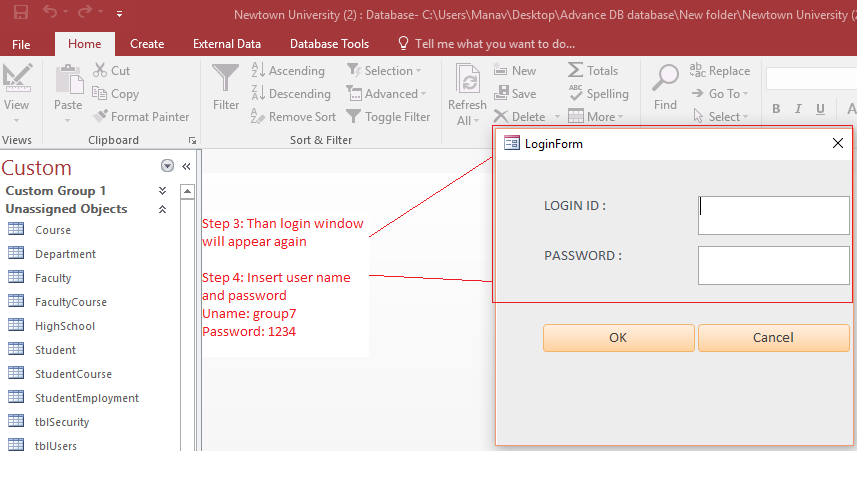 Newtown University (2) : Database- C:\Users\Manav\Desktop\Advance DB database\New folder\Newtown University (2
File Home Create External Data Database Tools Tell me what you want to do...
View
Views
Paste
Cut
Copy
Format Painter
Clipboard
Filter
Ascending
Descending
Remove Sort
Selection
Advanced
Toggle Filter
Sort & Filter
Refresh
All
New
Save
Delete
Totals
Spelling
More
Find
Replace
Go To
Select
B I U A
Custom
Custom Group 1
Unassigned Objects
Course
Department
Faculty
FacultyCourse
HighSchool
Student
StudentCourse
StudentEmployment
tblSecurity
tblUsers
Step 3: Than login window
will appear again
Step 4: Insert user name
and password
Uname: group7
Password: 1234
LoginForm
LOGIN ID :
PASSWORD :
OK Cancel